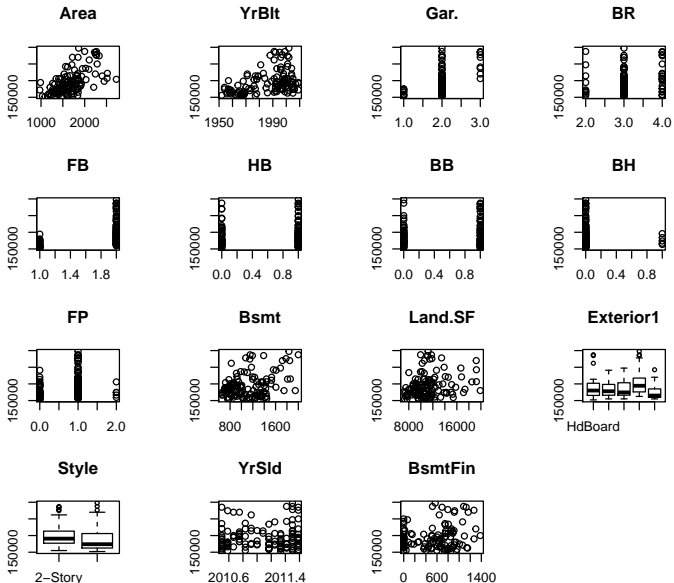 Area YrBlt Gar. BR
150000 150000 150000 150000
1000 2000 1950 1990 1.0 2.0 3.0 2.0 3.0 4.0
FB HB BB BH
150000 150000 150000 150000
1.0 1.4 1.8 0.0 0.4 0.8 0.0 0.4 0.8 0.0 0.4 0.8
FP Bsmt Land.SF Exterior1
150000 150000 150000 150000
0.0 1.0 2.0 600 1600 8000 16000 HdBoard
Style YrSld BsmtFin
150000 150000 150000
2−Story 2010.6 2011.4 0 600 1400